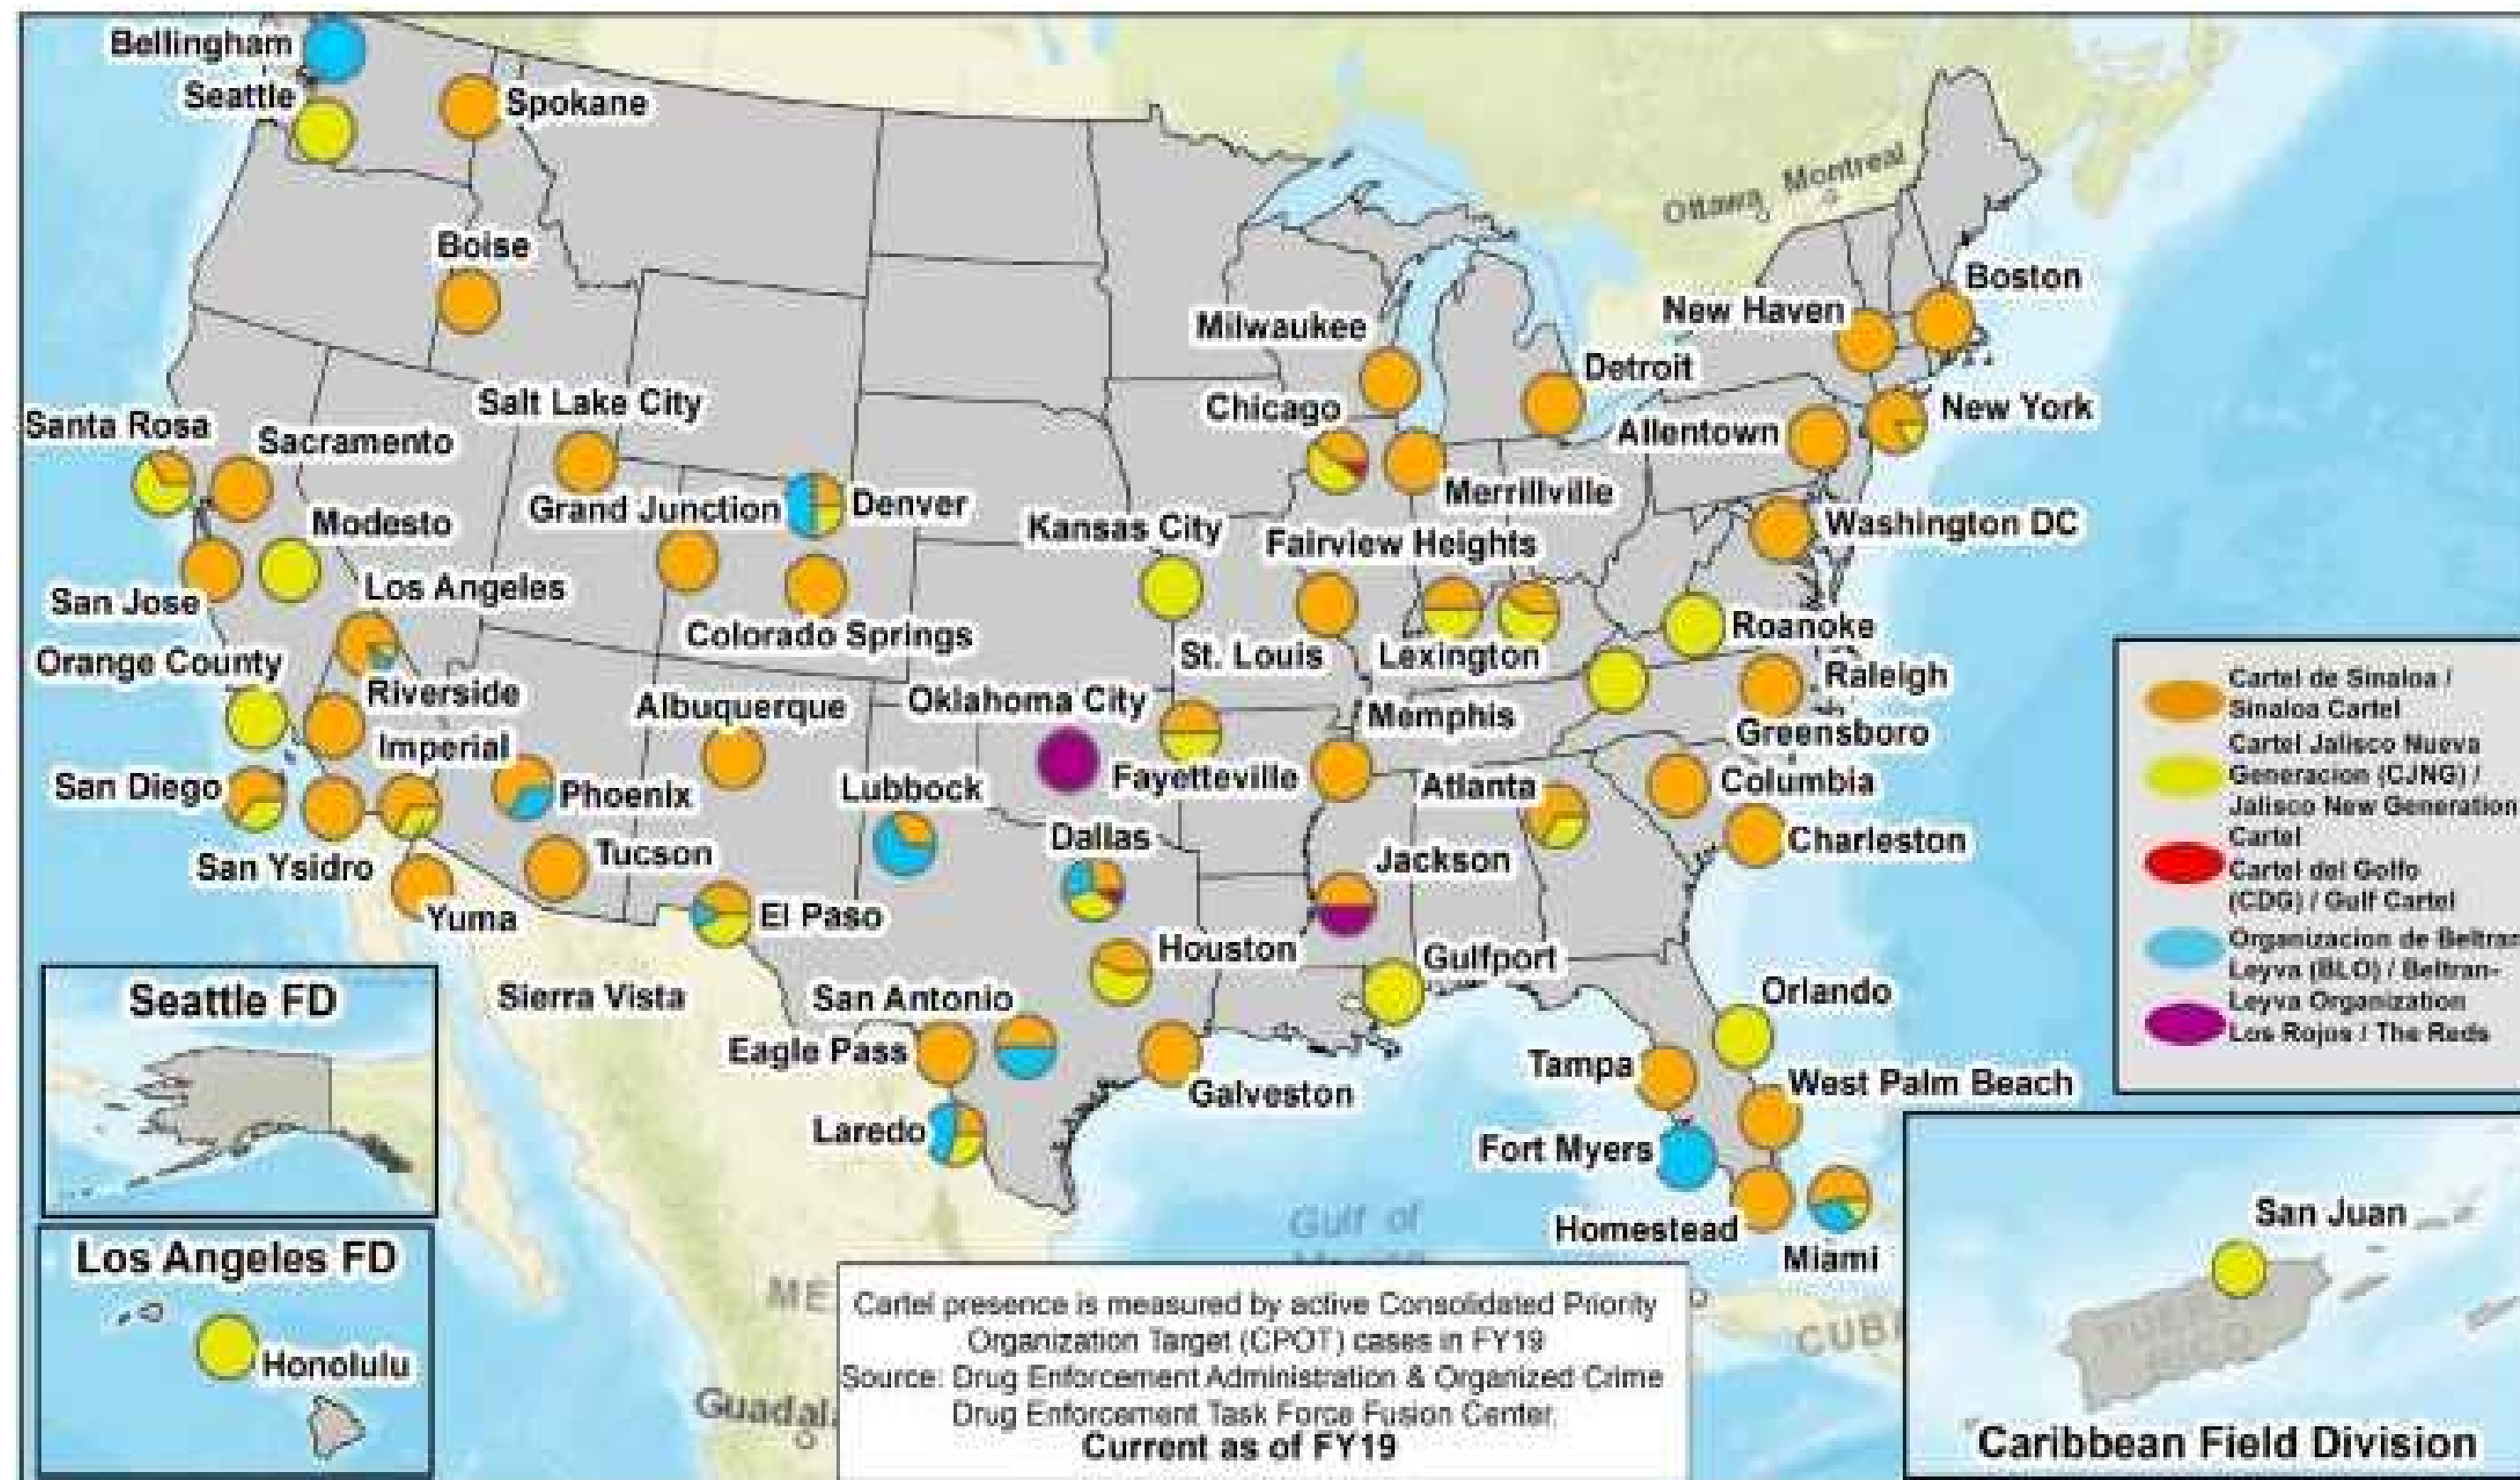 Bellingham
Seattle
Spokane
Ottawa
Montreal
Boise
Boston
New Haven
Milwaukee
Detroit
Salt Lake City
Chicago
New York
Santa Rosa
Sacramento
Allentown
Merrillville
Grand Junction
Denver
Modesto
Kansas City
Washington DC
Fairview Heights
Los Angeles
San Jose
Colorado Springs
Roanoke
St. Louis
Lexington
Orange County
Raleigh
Riverside
Albuquerque
Oklahoma City
Memphis
Greensboro
Imperial
San Diego
Phoenix
Lubbock
Fayetteville
Atlanta
Columbia
Dallas
Charleston
San Ysidro
Tucson
Jackson
Yuma
El Paso
Houston
Gulfport
Sierra Vista
San Antonio
Orlando
Eagle Pass
Tampa
Galveston
West Palm Beach
Laredo
Fort Myers
Homestead
Miami
Gulf of
Mexico
ME
CUB
Guadal
Cartel de Sinaloa /
Sinaloa Cartel
Cartel Jalisco Nueva
Generacion (CJNG) /
Jalisco New Generation
Cartel
Cartel del Golfo
(CDG) / Gulf Cartel
Organizacion de Beltran
Leyva (BLO) / Beltran-
Leyva Organization
Los Rojos / The Reds
Seattle FD
Los Angeles FD
Honolulu
San Juan
PUERTO
RICO
Caribbean Field Division
Cartel presence is measured by active Consolidated Priority
Organization Target (CPOT) cases in FY19
Source: Drug Enforcement Administration & Organized Crime
Drug Enforcement Task Force Fusion Center.
Current as of FY19